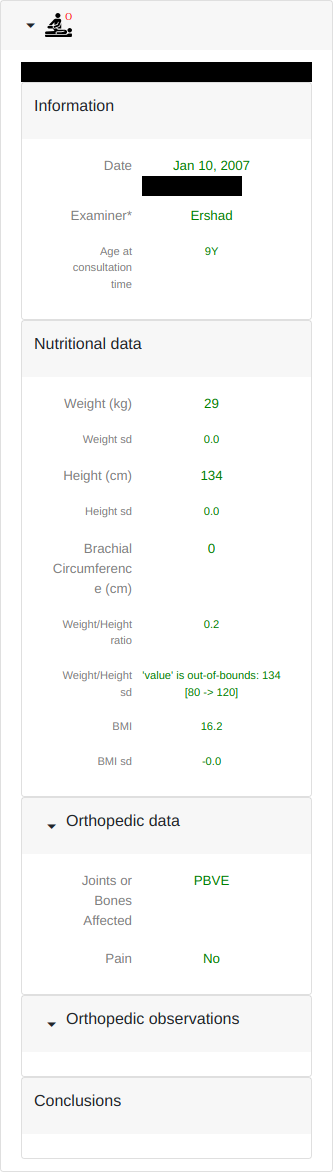 O
Information
Date Jan 10, 2007
Examiner* Ershad
Age at 9Y
consultation
time
Nutritional data
Weight (kg) 29
Weight sd 0.0
Height (cm) 134
Height sd 0.0
Brachial 0
Circumferenc
e (cm)
Weight/Height 0.2
ratio
Weight/Height 'value' is out-of-bounds: 134
sd [80 -> 120]
BMI 16.2
BMI sd -0.0
Orthopedic data
Joints or PBVE
Bones
Affected
Pain No
Orthopedic observations
Conclusions